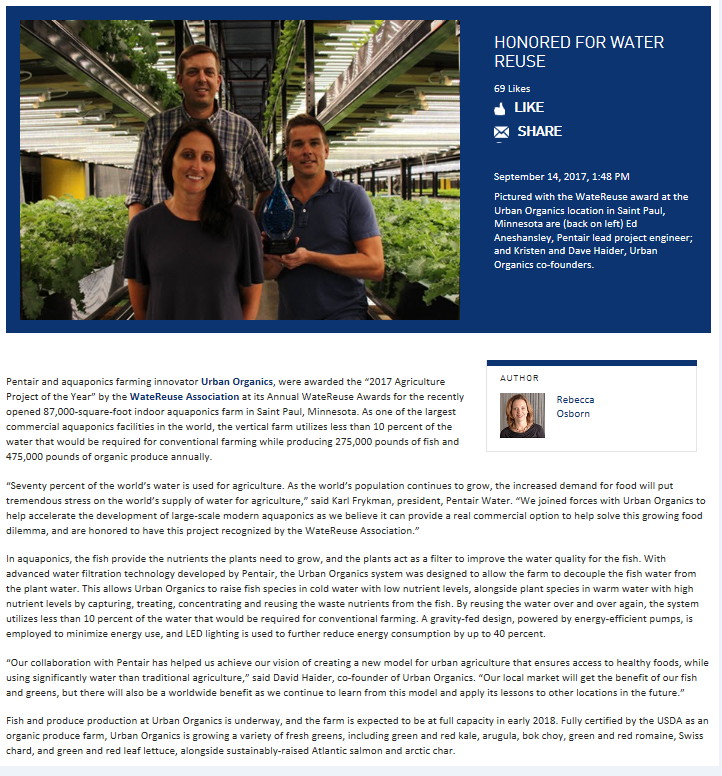 HONORED FOR WATER
REUSE
69 Likes
LIKE
SHARE
September 14, 2017, 1:48 PM
Pictured with the WateReuse award at the
Urban Organics location in Saint Paul,
Minnesota are (back on left) Ed
Aneshansley, Pentair lead project engineer;
and Kristen and Dave Haider, Urban
Organics co-founders.
Pentair and aquaponics farming innovator Urban Organics, were awarded the “2017 Agriculture
Project of the Year” by the WateReuse Association at its Annual WateReuse Awards for the recently
opened 87,000-square-foot indoor aquaponics farm in Saint Paul, Minnesota. As one of the largest
commercial aquaponics facilities in the world, the vertical farm utilizes less than 10 percent of the
water that would be required for conventional farming while producing 275,000 pounds of fish and
475,000 pounds of organic produce annually.
AUTHOR
Rebecca
Osborn
“Seventy percent of the world’s water is used for agriculture. As the world’s population continues to grow, the increased demand for food will put
tremendous stress on the world’s supply of water for agriculture,” said Karl Frykman, president, Pentair Water. “We joined forces with Urban Organics to
help accelerate the development of large-scale modern aquaponics as we believe it can provide a real commercial option to help solve this growing food
dilemma, and are honored to have this project recognized by the WateReuse Association.”
In aquaponics, the fish provide the nutrients the plants need to grow, and the plants act as a filter to improve the water quality for the fish. With
advanced water filtration technology developed by Pentair, the Urban Organics system was designed to allow the farm to decouple the fish water from
the plant water. This allows Urban Organics to raise fish species in cold water with low nutrient levels, alongside plant species in warm water with high
nutrient levels by capturing, treating, concentrating and reusing the waste nutrients from the fish. By reusing the water over and over again, the system
utilizes less than 10 percent of the water that would be required for conventional farming. A gravity-fed design, powered by energy-efficient pumps, is
employed to minimize energy use, and LED lighting is used to further reduce energy consumption by up to 40 percent.
“Our collaboration with Pentair has helped us achieve our vision of creating a new model for urban agriculture that ensures access to healthy foods, while
using significantly water than traditional agriculture,” said David Haider, co-founder of Urban Organics. “Our local market will get the benefit of our fish
and greens, but there will also be a worldwide benefit as we continue to learn from this model and apply its lessons to other locations in the future.”
Fish and produce production at Urban Organics is underway, and the farm is expected to be at full capacity in early 2018. Fully certified by the USDA as an
organic produce farm, Urban Organics is growing a variety of fresh greens, including green and red kale, arugula, bok choy, green and red romaine, Swiss
chard, and green and red leaf lettuce, alongside sustainably-raised Atlantic salmon and arctic char.